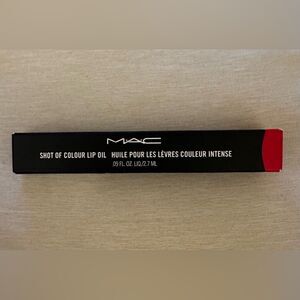 MAC
SHOT OF COLOUR LIP OIL HUILE POUR LES LÈVRES COULEUR INTENSE
.09 FL. OZ. LIQ./2.7 ML